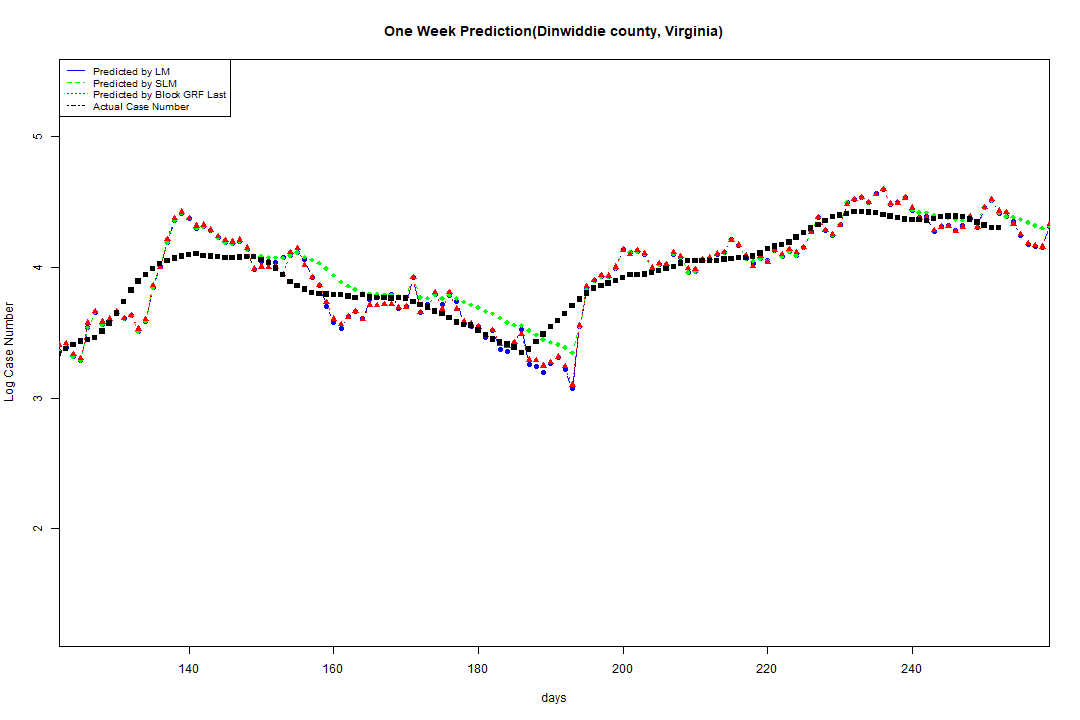 One Week Prediction(Dinwiddie county, Virginia)
Predicted by LM
Predicted by SLM
Predicted by Block GRF Last
Actual Case Number
Log Case Number
5
4
3
2
140 160 180 200 220 240
days